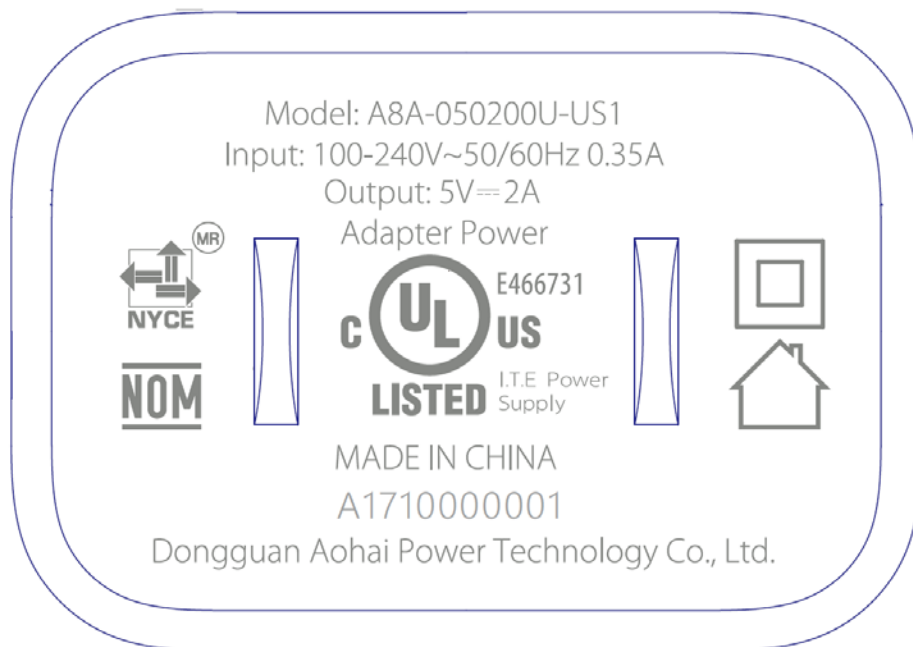 Model: A8A-050200U-US1
Input: 100-240V~50/60Hz 0.35A
Output: 5V⎓2A
Adapter Power
MR
NYCE
NOM
C UL US
E466731
LISTED
I.T.E Power
Supply
MADE IN CHINA
A1710000001
Dongguan Aohai Power Technology Co., Ltd.